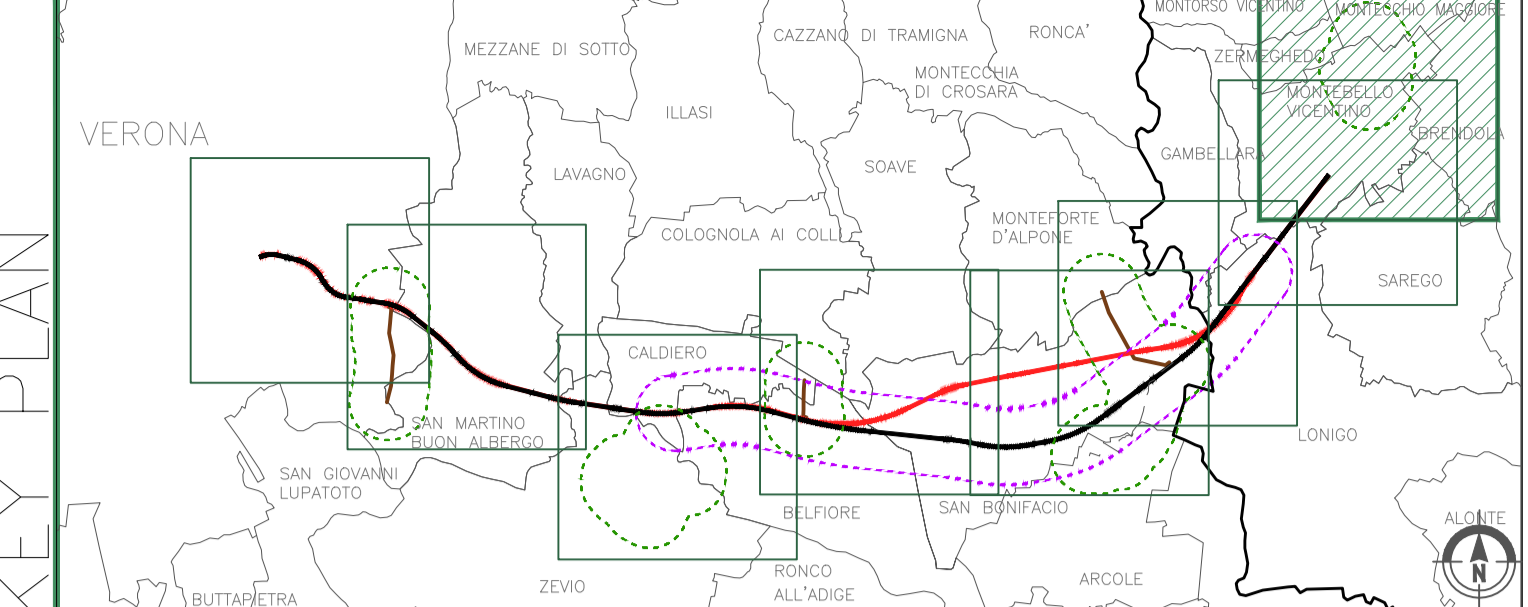 KEY PLAN
MONTORSO VICENTINO
MONTECCHIO MAGGIORE
MEZZANE DI SOTTO
CAZZANO DI TRAMIGNA
RONCA'
ZERMEGHEDO
MONTECCHIA
DI CROSARA
MONTEBELLO
VICENTINO
ILLASI
VERONA
BRENDOLA
GAMBELLARA
LAVAGNO
SOAVE
MONTEFORTE
D'ALPONE
COLOGNOLA AI COLLI
SAREGO
CALDIERO
SAN MARTINO
BUON ALBERGO
LONIGO
SAN GIOVANNI
LUPATOTO
BELFIORE
SAN BONIFACIO
ALONTE
N
ZEVIO
RONCO
ALL'ADIGE
ARCOLE
BUTTAPIETRA